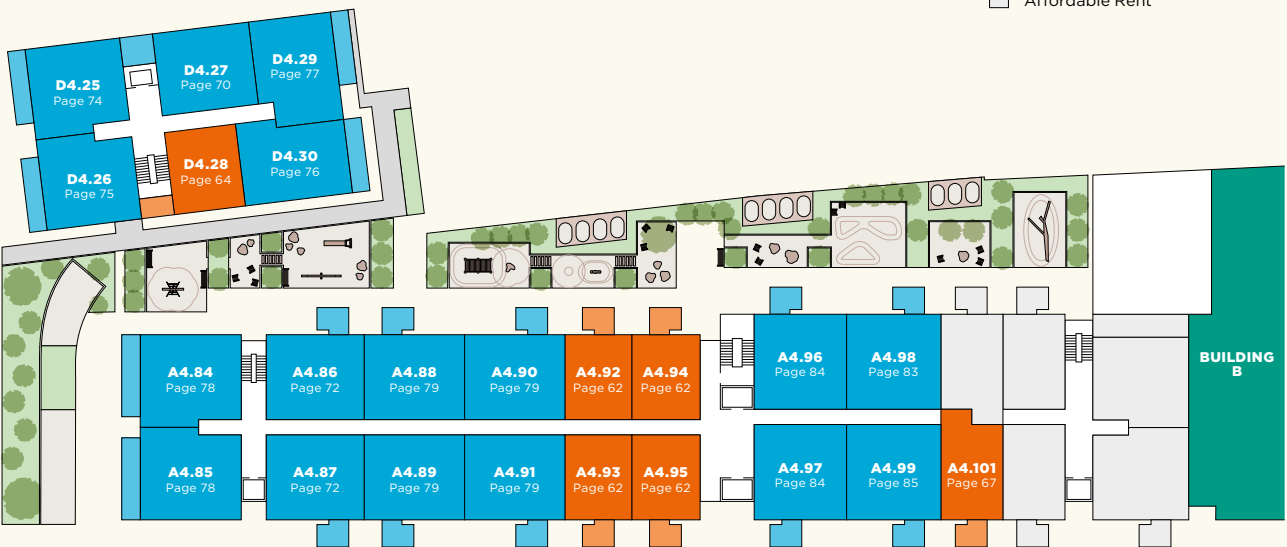 Affordable Rent
D4.25
Page 74
D4.27
Page 70
D4.29
Page 77
D4.26
Page 75
D4.28
Page 64
D4.30
Page 76
A4.84
Page 78
A4.86
Page 72
A4.88
Page 79
A4.90
Page 79
A4.92
Page 62
A4.94
Page 62
A4.96
Page 84
A4.98
Page 83
BUILDING
B
A4.85
Page 78
A4.87
Page 72
A4.89
Page 79
A4.91
Page 79
A4.93
Page 62
A4.95
Page 62
A4.97
Page 84
A4.99
Page 85
A4.101
Page 67